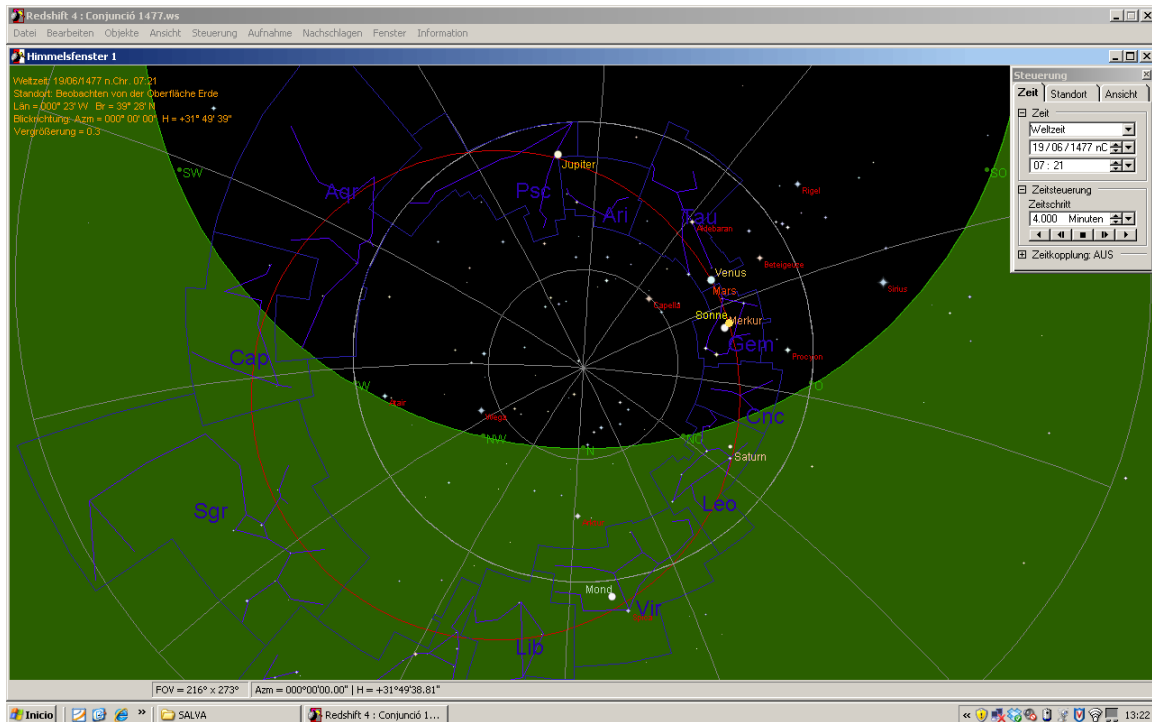 Redshift 4 : Conjunció 1477.ws
Datei Bearbeiten Objekte Ansicht Steuerung Aufnahme Nachschlagen Fenster Information
Himmelsfenster 1
Weltzeit: 19/06/1477 n.Chr. 07:21
Standort: Beobachten von der Oberfläche Erde
Län = 000° 23' W Br = 39° 28' N
Blickrichtung: Azm = 000° 00' 00" H = +31° 49' 39"
Vergrößerung = 0.3
Steuerung
Zeit Standort Ansicht
Zeit
Weltzeit
19/06/1477 nC
07 : 21
Zeitsteuerung
Zeitschritt
4.000 Minuten
Zeitkopplung: AUS
SW
SO
Jupiter
Aqr
Psc
Ari
Tau
Rigel
Aldebaran
Beteigeuze
Venus
Mars
Capella
Sirius
Sonne
Merkur
Gem
Procyon
Cap
W
O
Cnc
NW
NO
N
Saturn
Sgr
Leo
Mond
Vir
Lib
FOV = 216° x 273° Azm = 000°00'00.00" | H = +31°49'38.81"
Inicio » SALVA Redshift 4 : Conjunció 1... « 13:22